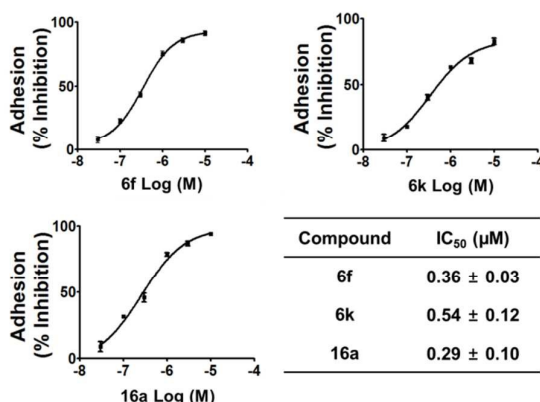 Adhesion
(% Inhibition)
100
50
0
-8 -7 -6 -5 -4
6f Log (M)
Adhesion
(% Inhibition)
100
50
0
-8 -7 -6 -5 -4
6k Log (M)
Adhesion
(% Inhibition)
100
50
0
-8 -7 -6 -5 -4
16a Log (M)
Compound IC₅₀ (µM)
6f 0.36 ± 0.03
6k 0.54 ± 0.12
16a 0.29 ± 0.10